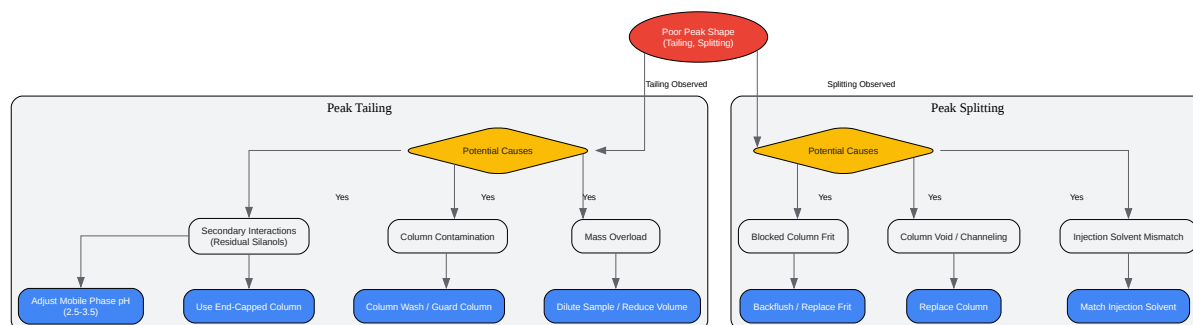 Poor Peak Shape
(Tailing, Splitting)
Tailing Observed
Splitting Observed
Peak Tailing
Peak Splitting
Potential Causes
Potential Causes
Yes
Yes
Yes
Yes
Yes
Yes
Secondary Interactions
(Residual Silanols)
Column Contamination
Mass Overload
Blocked Column Frit
Column Void / Channeling
Injection Solvent Mismatch
Adjust Mobile Phase pH
(2.5-3.5)
Use End-Capped Column
Column Wash / Guard Column
Dilute Sample / Reduce Volume
Backflush / Replace Frit
Replace Column
Match Injection Solvent